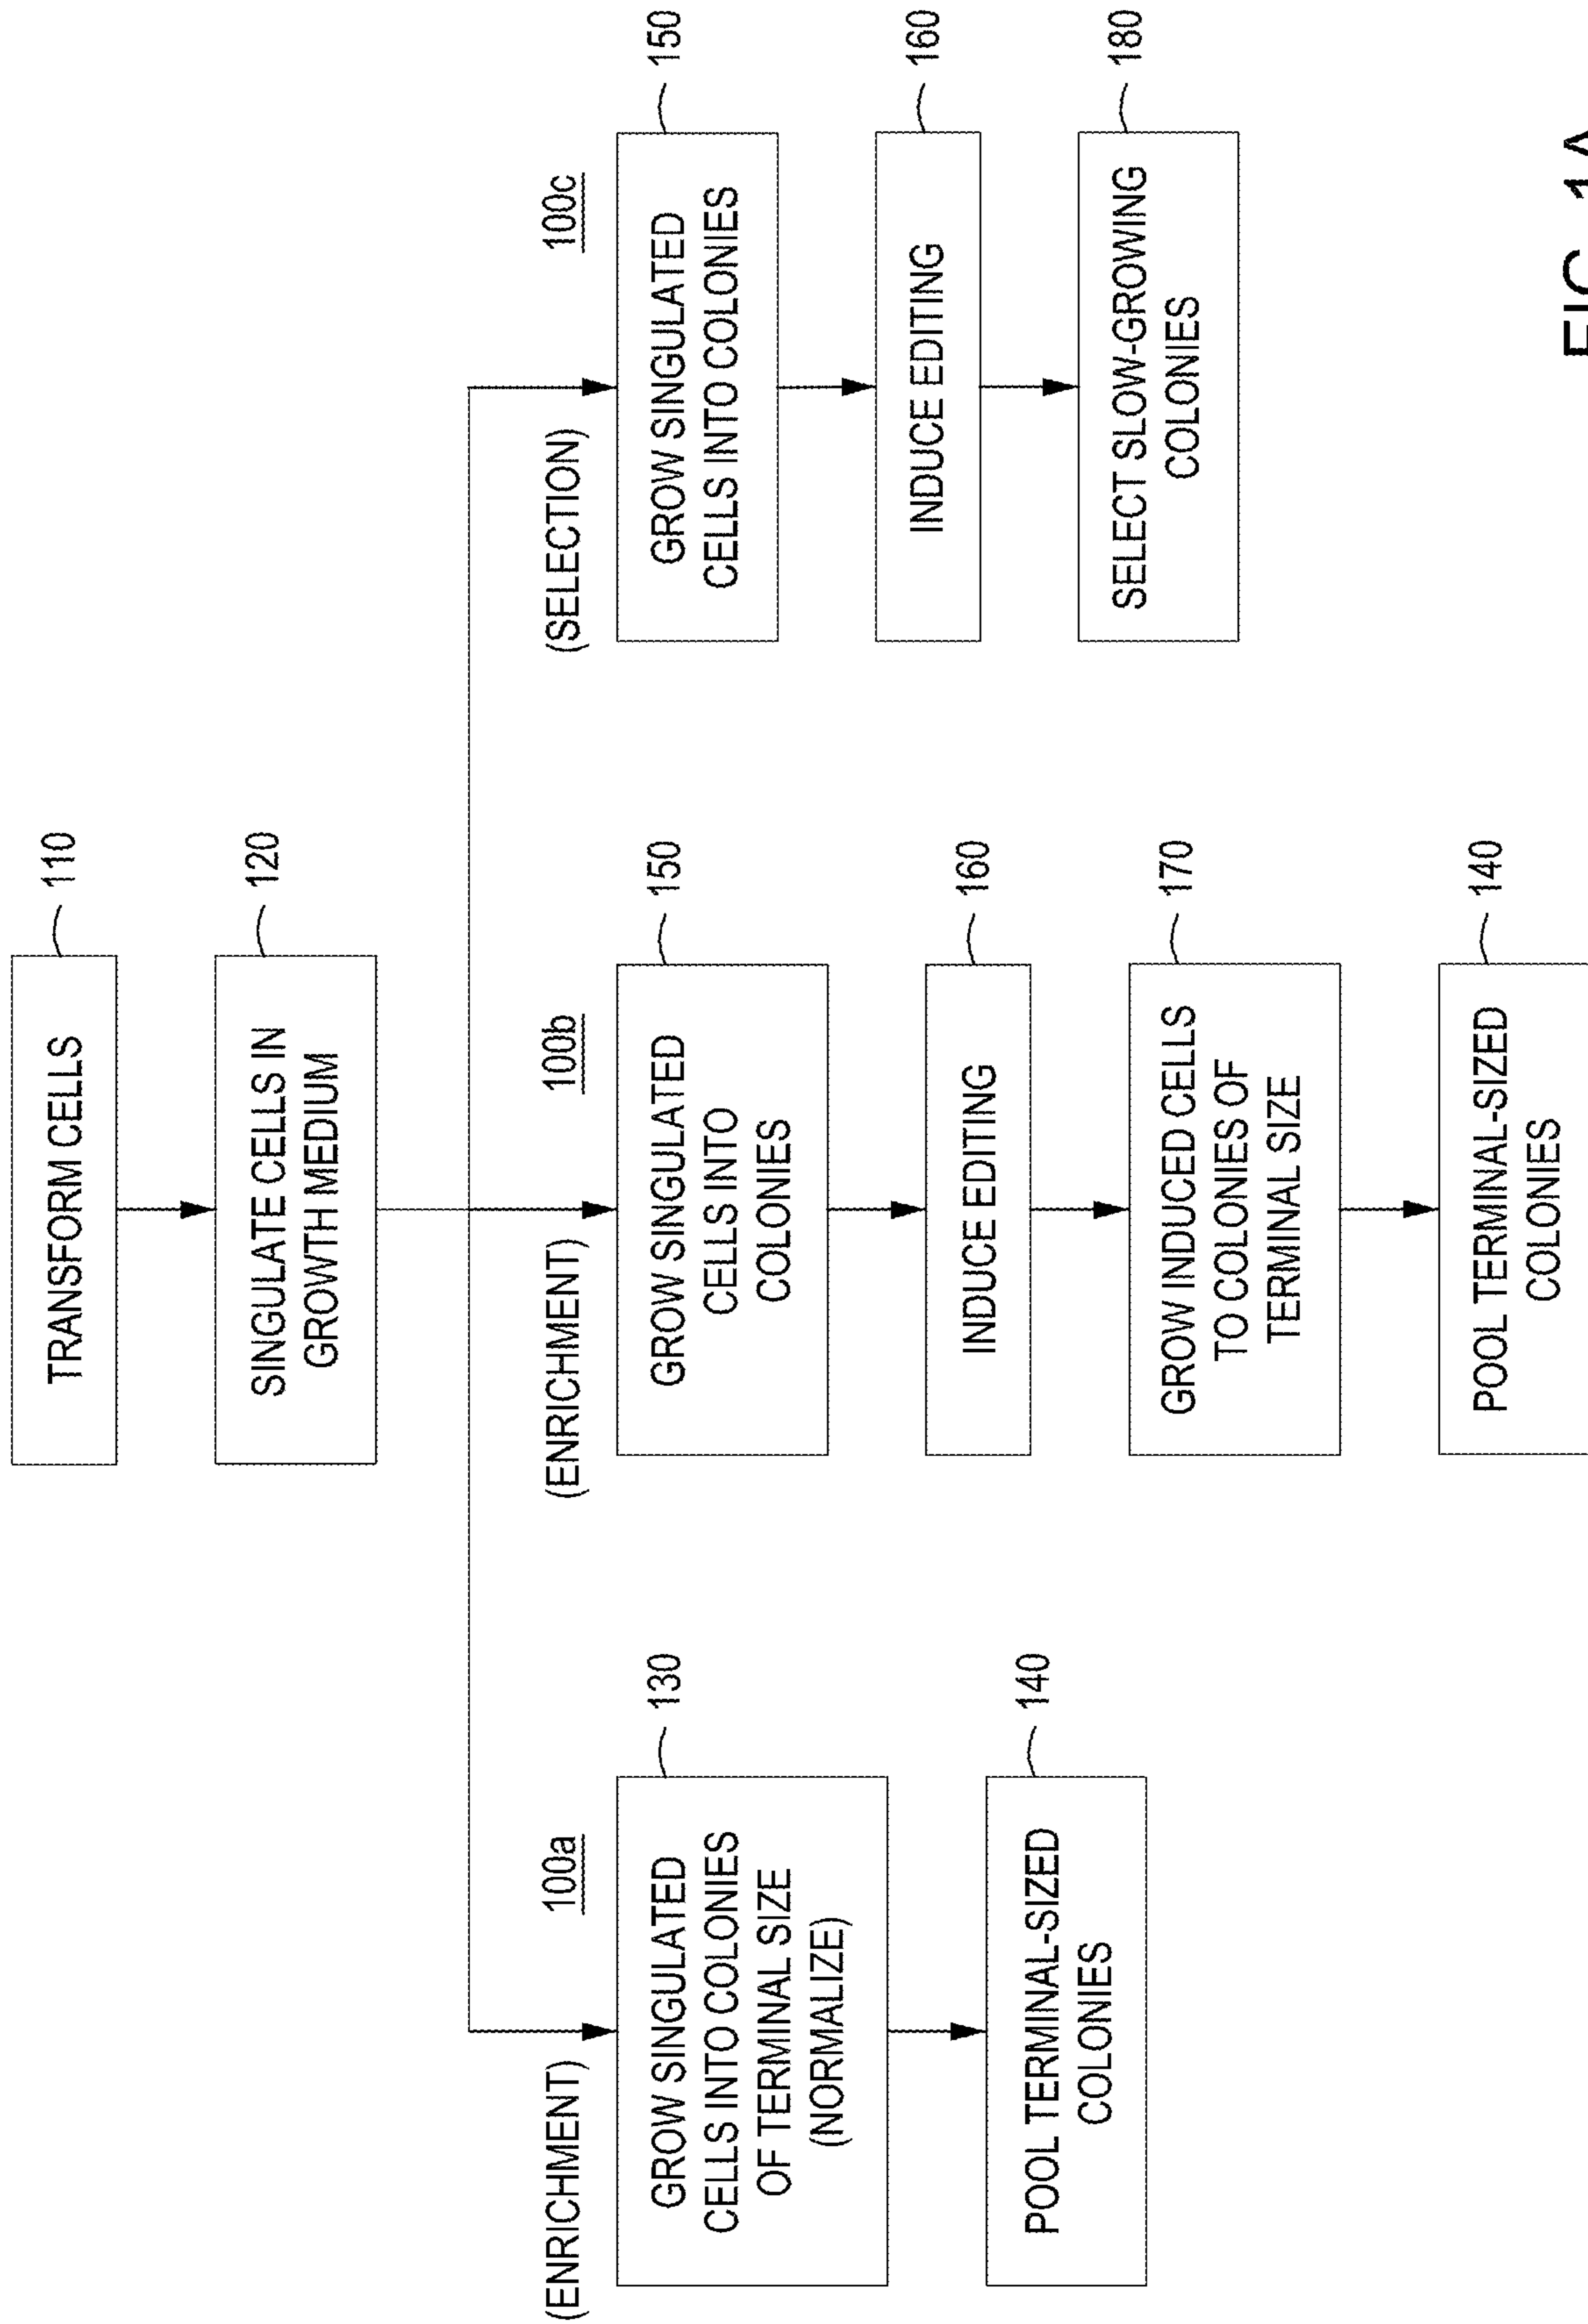 TRANSFORM CELLS
110
SINGULATE CELLS IN
GROWTH MEDIUM
120
(ENRICHMENT)
100a
GROW SINGULATED
CELLS INTO COLONIES
OF TERMINAL SIZE
(NORMALIZE)
130
POOL TERMINAL-SIZED
COLONIES
140
(ENRICHMENT)
100b
GROW SINGULATED
CELLS INTO
COLONIES
150
INDUCE EDITING
160
GROW INDUCED CELLS
TO COLONIES OF
TERMINAL SIZE
170
POOL TERMINAL-SIZED
COLONIES
140
(SELECTION)
100c
GROW SINGULATED
CELLS INTO COLONIES
150
INDUCE EDITING
160
SELECT SLOW-GROWING
COLONIES
180
FIG. 1A